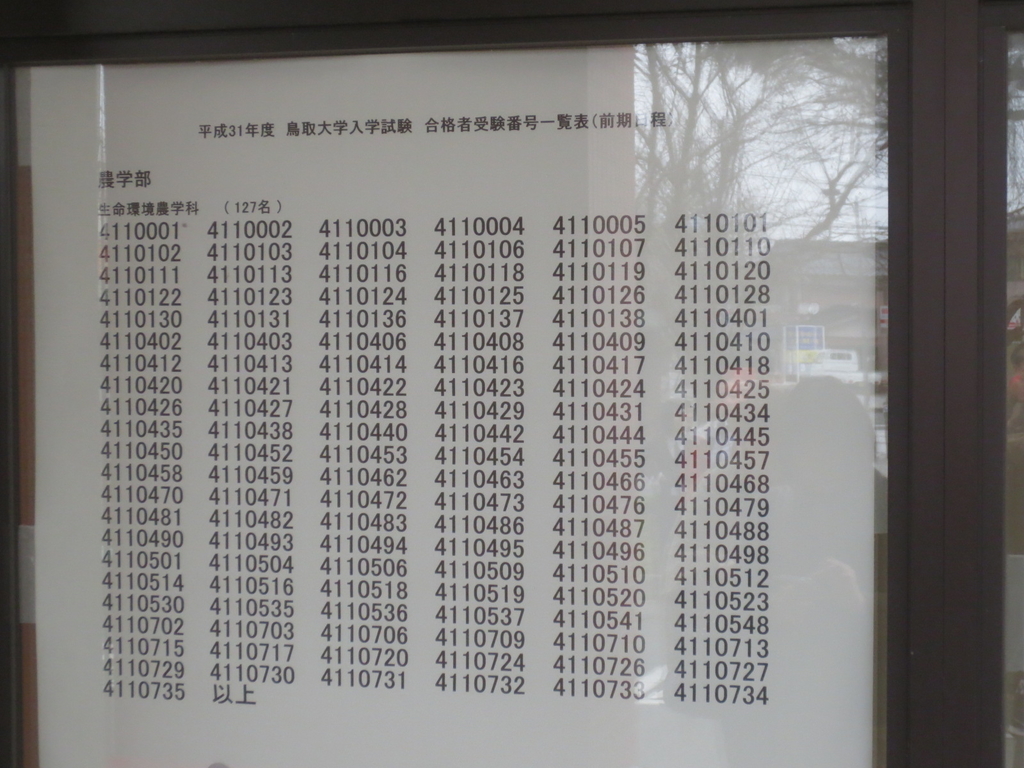 平成31年度 鳥取大学入学試験 合格者受験番号一覧表(前期日程)
農学部
生命環境農学科 (127名)
4110001 4110002 4110003 4110004 4110005 4110101
4110102 4110103 4110104 4110106 4110107 4110110
4110111 4110113 4110116 4110118 4110119 4110120
4110122 4110123 4110124 4110125 4110126 4110128
4110130 4110131 4110136 4110137 4110138 4110401
4110402 4110403 4110406 4110408 4110409 4110410
4110412 4110413 4110414 4110416 4110417 4110418
4110420 4110421 4110422 4110423 4110424 4110425
4110426 4110427 4110428 4110429 4110431 4110434
4110435 4110438 4110440 4110442 4110444 4110445
4110450 4110452 4110453 4110454 4110455 4110457
4110458 4110459 4110462 4110463 4110466 4110468
4110470 4110471 4110472 4110473 4110476 4110479
4110481 4110482 4110483 4110486 4110487 4110488
4110490 4110493 4110494 4110495 4110496 4110498
4110501 4110504 4110506 4110509 4110510 4110512
4110514 4110516 4110518 4110519 4110520 4110523
4110530 4110535 4110536 4110537 4110541 4110548
4110702 4110703 4110706 4110709 4110710 4110713
4110715 4110717 4110720 4110724 4110726 4110727
4110729 4110730 4110731 4110732 4110733 4110734
4110735 以上